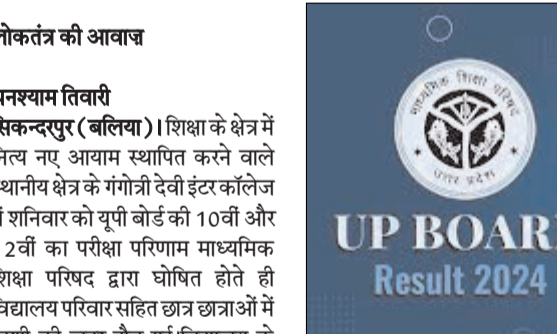 लोकतंत्र की आवाज़
घनश्याम तिवारी
सिकन्दरपुर (बलिया)। शिक्षा के क्षेत्र में
नित्य नए आयाम स्थापित करने वाले
स्थानीय क्षेत्र के गंगोत्री देवी इंटर कॉलेज
में शनिवार को यूपी बोर्ड की 10वीं और
12वीं का परीक्षा परिणाम माध्यमिक
शिक्षा परिषद द्वारा घोषित होते ही
विद्यालय परिवार सहित छात्र छात्राओं में
माध्यमिक शिक्षा परिषद
उत्तर प्रदेश
UP BOAR
Result 2024